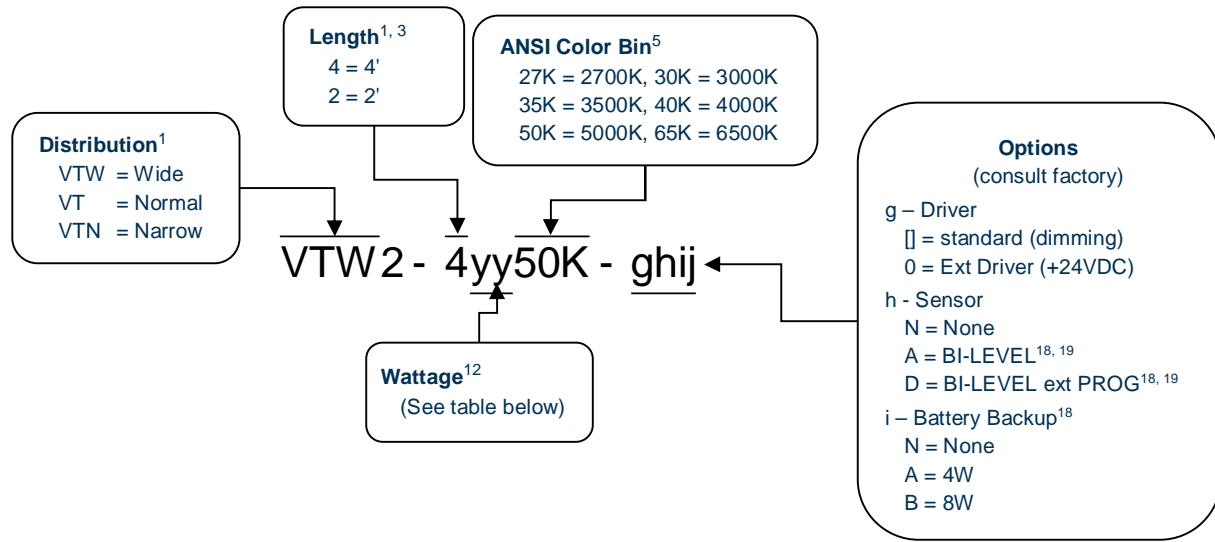 Length1, 3
4 = 4'
2 = 2'
ANSI Color Bin5
27K = 2700K, 30K = 3000K
35K = 3500K, 40K = 4000K
50K = 5000K, 65K = 6500K
Distribution1
VTW = Wide
VT = Normal
VTN = Narrow
VTW2 - 4yy50K - ghij
Wattage12
(See table below)
Options
(consult factory)
g – Driver
[] = standard (dimming)
0 = Ext Driver (+24VDC)
h - Sensor
N = None
A = BI-LEVEL18, 19
D = BI-LEVEL ext PROG18, 19
i – Battery Backup18
N = None
A = 4W
B = 8W